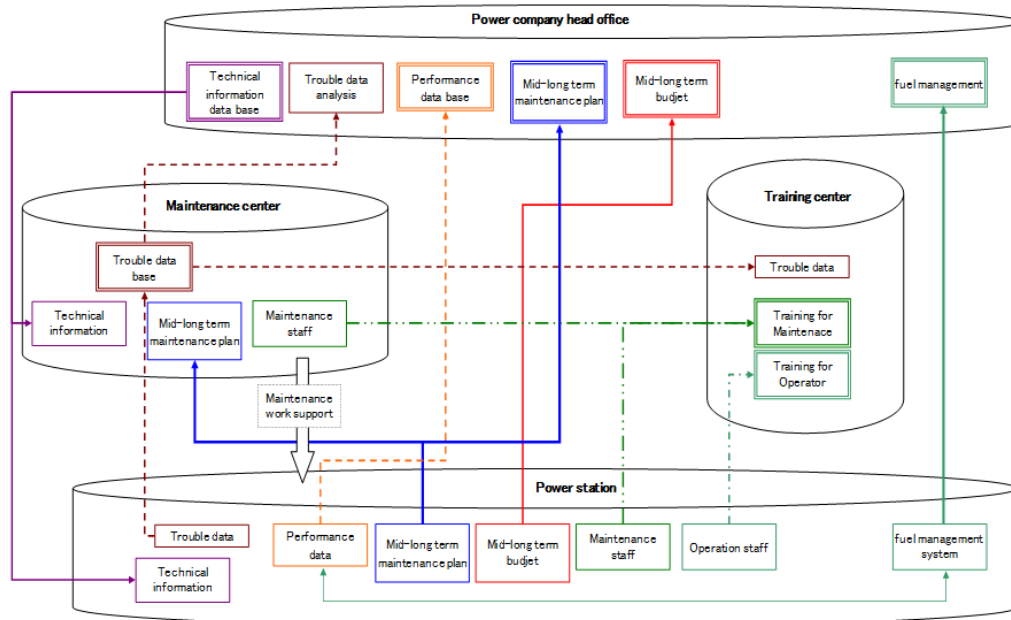 Power company head office
Technical
information
data base
Trouble data
analysis
Performance
data base
Mid-long term
maintenance plan
Mid-long term
budjet
fuel management
Maintenance center
Training center
Trouble data
base
Trouble data
Technical
information
Mid-long term
maintenance plan
Maintenance
staff
Training for
Maintenace
Training for
Operator
Maintenance
work support
Power station
Trouble data
Performance
data
Mid-long term
maintenance plan
Mid-long term
budjet
Maintenance
staff
Operation staff
fuel management
system
Technical
information